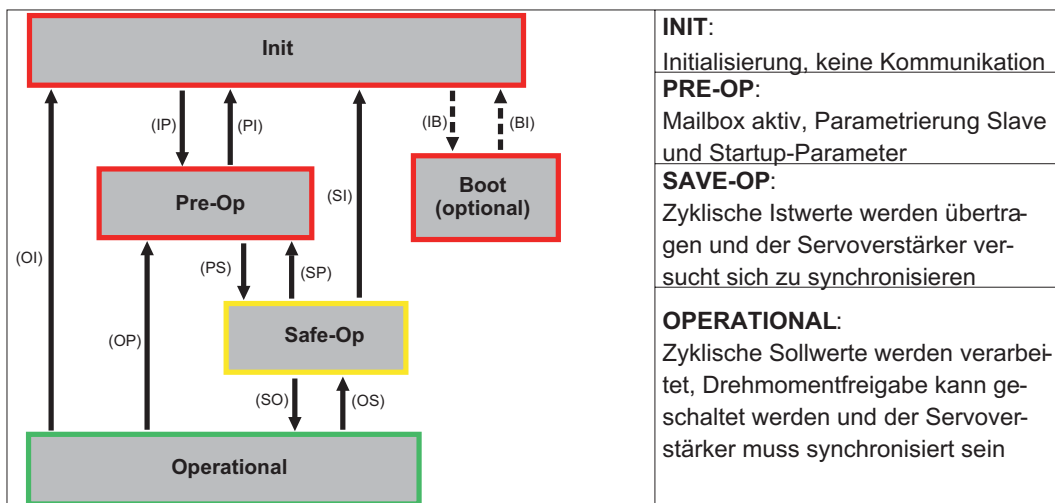 Init
(IP)
(PI)
(IB)
(BI)
Boot
(optional)
Pre-Op
(SI)
(OI)
(PS)
(SP)
(OP)
Safe-Op
(SO)
(OS)
Operational
INIT:
Initialisierung, keine Kommunikation
PRE-OP:
Mailbox aktiv, Parametrierung Slave
und Startup-Parameter
SAVE-OP:
Zyklische Istwerte werden übertra-
gen und der Servoverstärker ver-
sucht sich zu synchronisieren
OPERATIONAL:
Zyklische Sollwerte werden verarbei-
tet, Drehmomentfreigabe kann ge-
schaltet werden und der Servover-
stärker muss synchronisiert sein